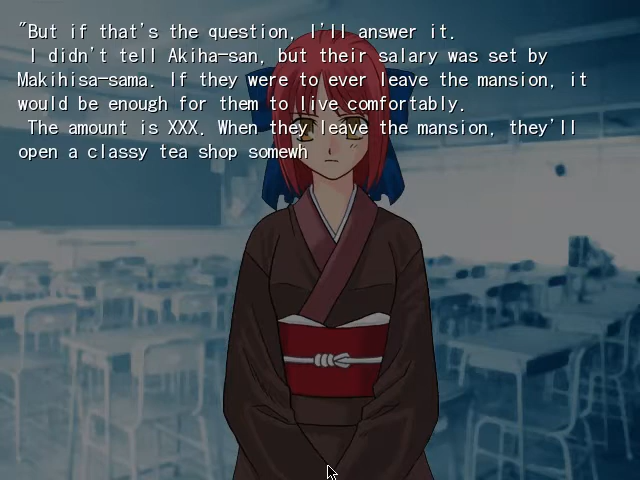 "But if that's the question, I'll answer it.
I didn't tell Akiha-san, but their salary was set by
Makihisa-sama. If they were to ever leave the mansion, it
would be enough for them to live comfortably.
The amount is XXX. When they leave the mansion, they'll
open a classy tea shop somewh